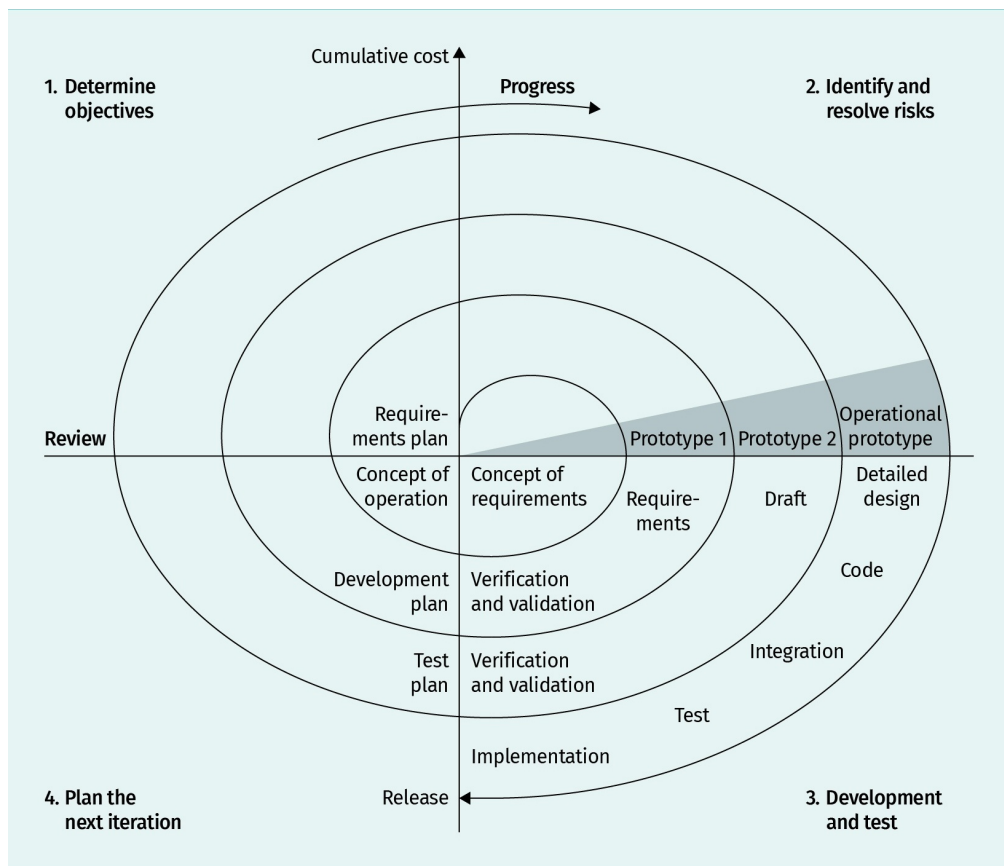 Cumulative cost
1. Determine
objectives
Progress
2. Identify and
resolve risks
Review
Require-
ments plan
Prototype 1
Prototype 2
Operational
prototype
Concept of
operation
Concept of
requirements
Require-
ments
Draft
Detailed
design
Code
Development
plan
Verification
and validation
Integration
Test
plan
Verification
and validation
Test
Implementation
Release
4. Plan the
next iteration
3. Development
and test